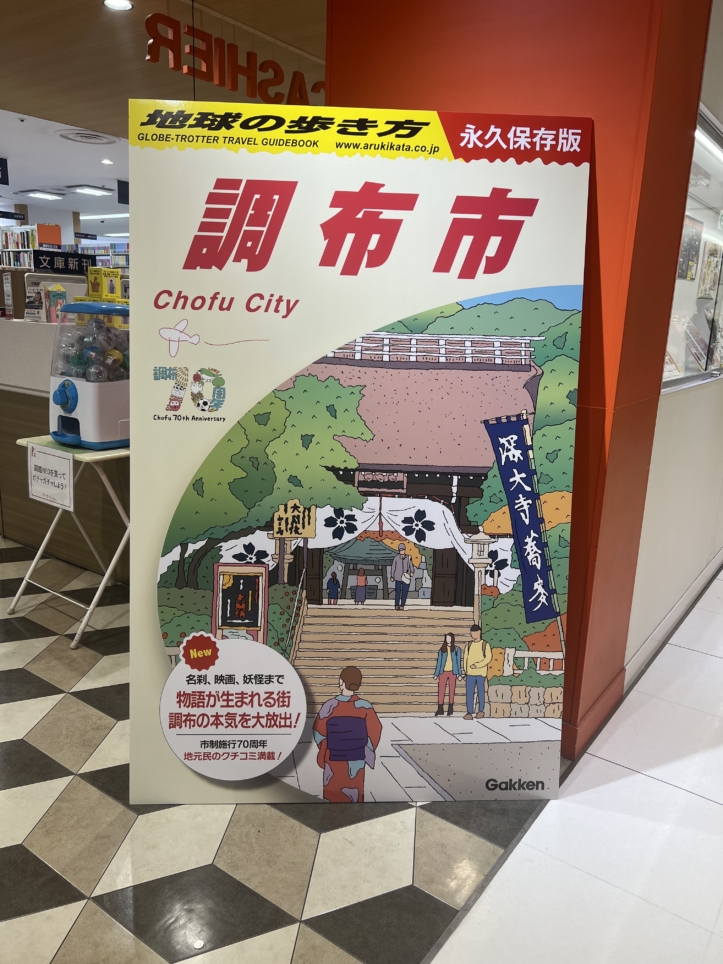 CASHIER
地球の歩き方
永久保存版
GLOBE-TROTTER TRAVEL GUIDEBOOK www.arukikata.co.jp
調布市
Chofu City
文庫新刊
調布
70
周年
Chofu 70th Anniversary
深大寺蕎麦
New
名刹、映画、妖怪まで
物語が生まれる街
調布の本気を大放出!
市制施行70周年
地元民のクチコミ満載!
Gakken